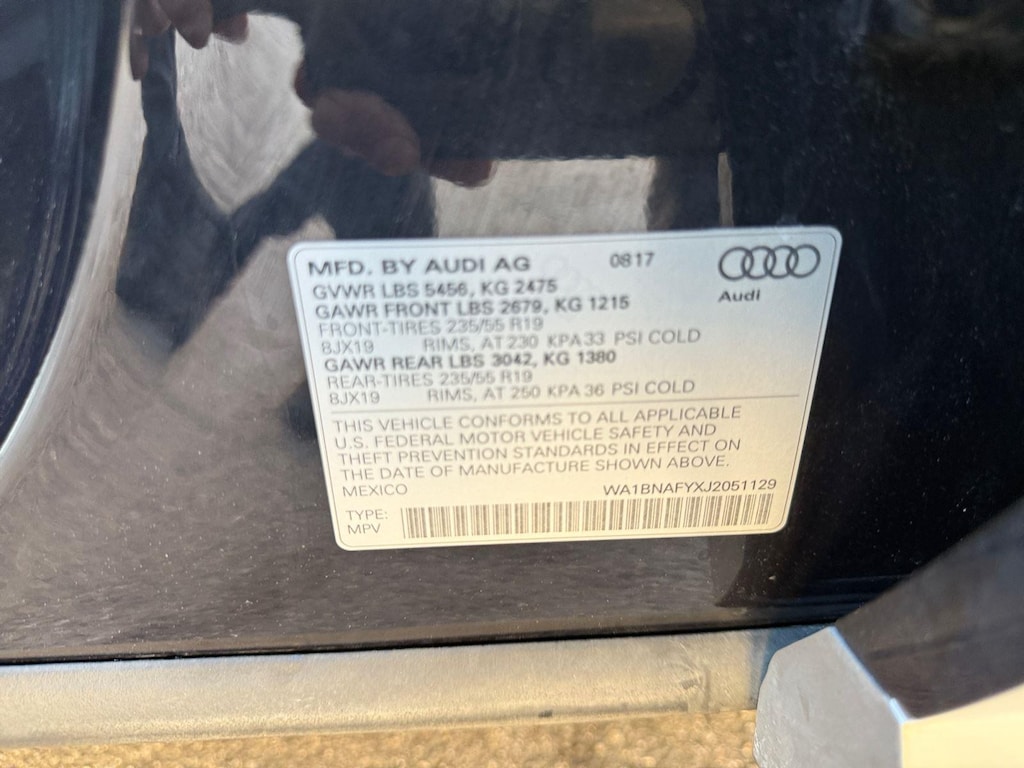 MFD. BY AUDI AG 0817
Audi
GVWR LBS 5456, KG 2475
GAWR FRONT LBS 2679, KG 1215
FRONT-TIRES 235/55 R19
8JX19 RIMS, AT 230 KPA 33 PSI COLD
GAWR REAR LBS 3042, KG 1380
REAR-TIRES 235/55 R19
8JX19 RIMS, AT 250 KPA 36 PSI COLD
THIS VEHICLE CONFORMS TO ALL APPLICABLE
U.S. FEDERAL MOTOR VEHICLE SAFETY AND
THEFT PREVENTION STANDARDS IN EFFECT ON
THE DATE OF MANUFACTURE SHOWN ABOVE.
MEXICO WA1BNAFYXJ2051129
TYPE:
MPV